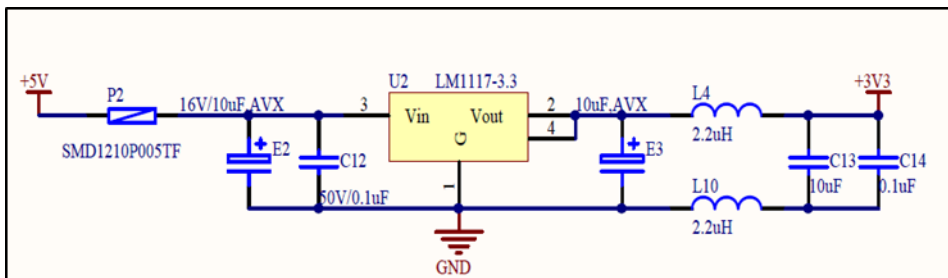 +5V
P2
SMD1210P005TF
16V/10uF,AVX
E2
C12
50V/0.1uF
3
U2
LM1117-3.3
Vin
Vout
G
1
2
4
GND
10uF,AVX
E3
L4
2.2uH
L10
2.2uH
+3V3
C13
10uF
C14
0.1uF